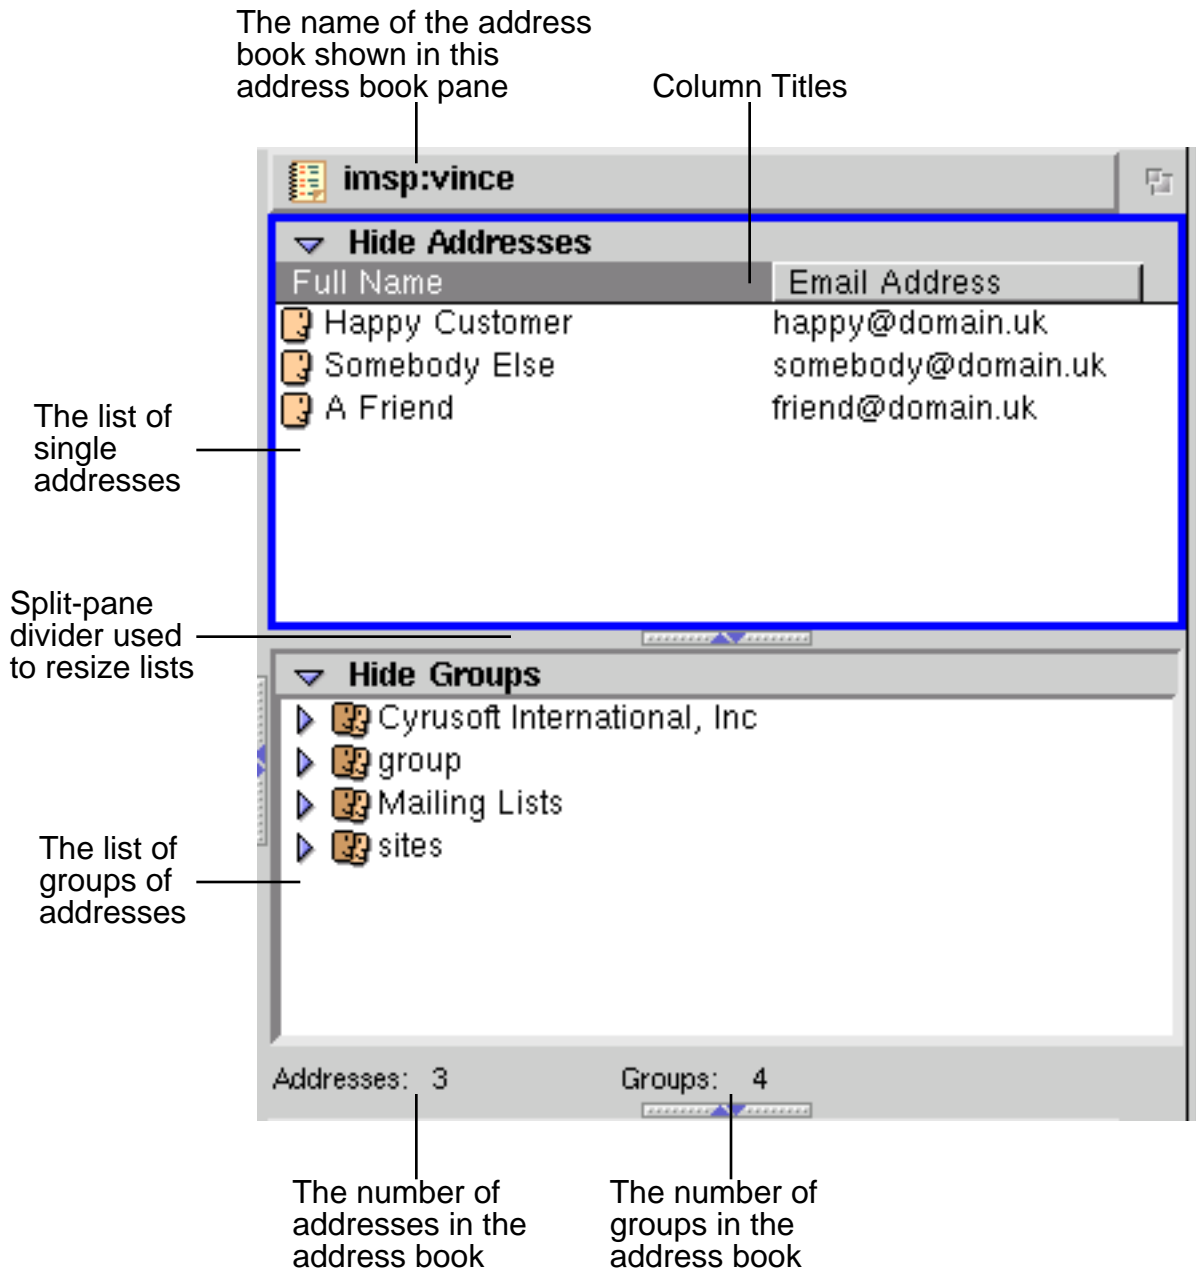 The name of the address
book shown in this
address book pane
Column Titles
imsp:vince
Hide Addresses
Full Name
Email Address
Happy Customer
happy@domain.uk
Somebody Else
somebody@domain.uk
A Friend
friend@domain.uk
The list of
single
addresses
Split-pane
divider used
to resize lists
Hide Groups
Cyrusoft International, Inc
group
Mailing Lists
sites
The list of
groups of
addresses
Addresses: 3
Groups: 4
The number of
addresses in the
address book
The number of
groups in the
address book